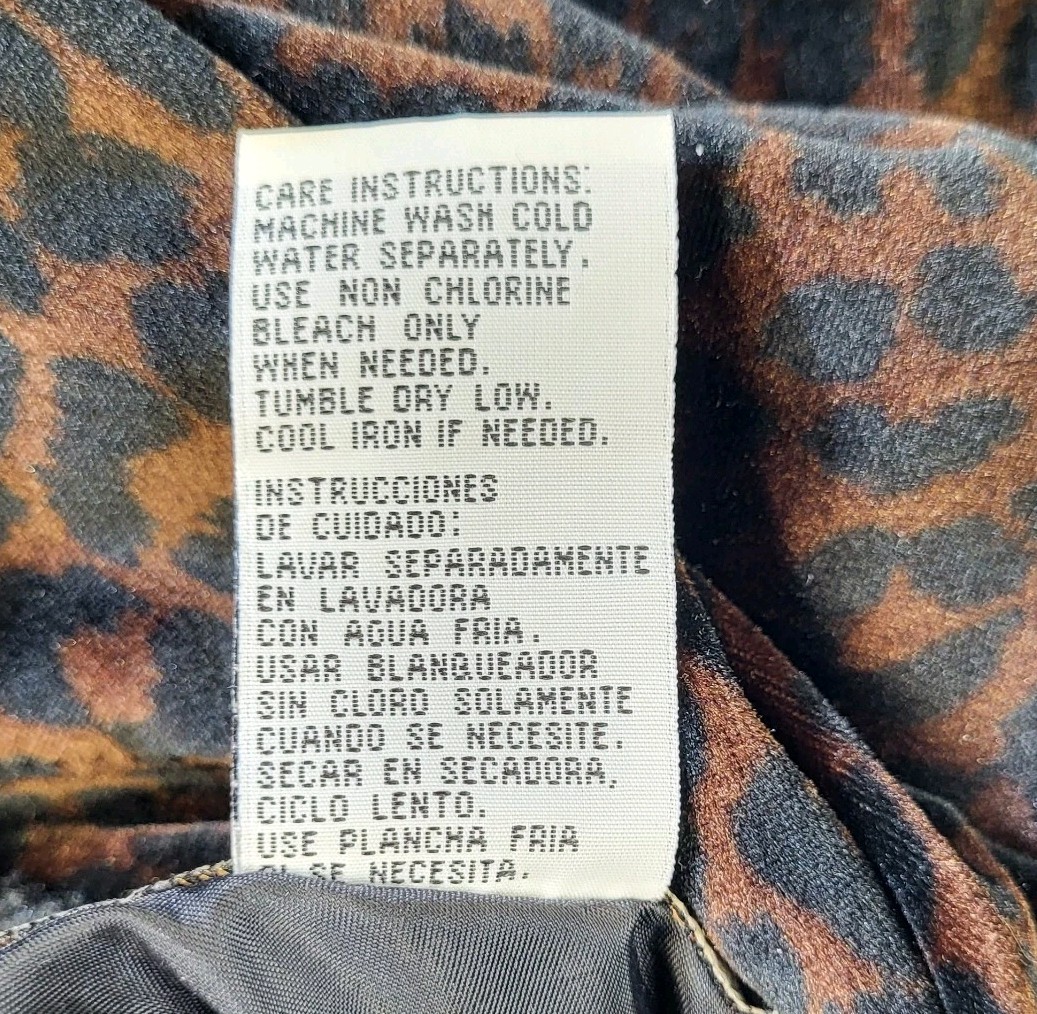 CARE INSTRUCTIONS:
MACHINE WASH COLD
WATER SEPARATELY.
USE NON CHLORINE
BLEACH ONLY
WHEN NEEDED.
TUMBLE DRY LOW.
COOL IRON IF NEEDED.
INSTRUCCIONES
DE CUIDADO:
LAVAR SEPARADAMENTE
EN LAVADORA
CON AGUA FRIA.
USAR BLANQUEADOR
SIN CLORO SOLAMENTE
CUANDO SE NECESITE.
SECAR EN SECADORA,
CICLO LENTO.
USE PLANCHA FRIA
SI SE NECESITA.